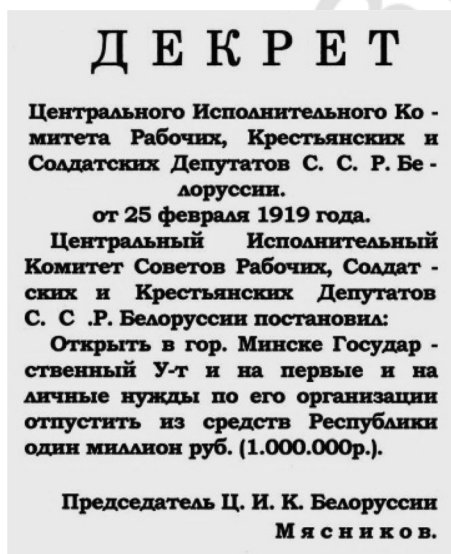 ДЕКРЕТ
Центрального Исполнительного Ко -
митета Рабочих, Крестьянских и
Солдатских Депутатов С. С. Р. Бе -
лоруссии.
от 25 февраля 1919 года.
Центральный Исполнительный
Комитет Советов Рабочих, Солдат -
ских и Крестьянских Депутатов
С. С .Р. Белоруссии постановил:
Открыть в гор. Минске Государ -
ственный У-т и на первые и на
личные нужды по его организации
отпустить из средств Республики
один миллион руб. (1.000.000р.).
Председатель Ц. И. К. Белоруссии
Мясников.